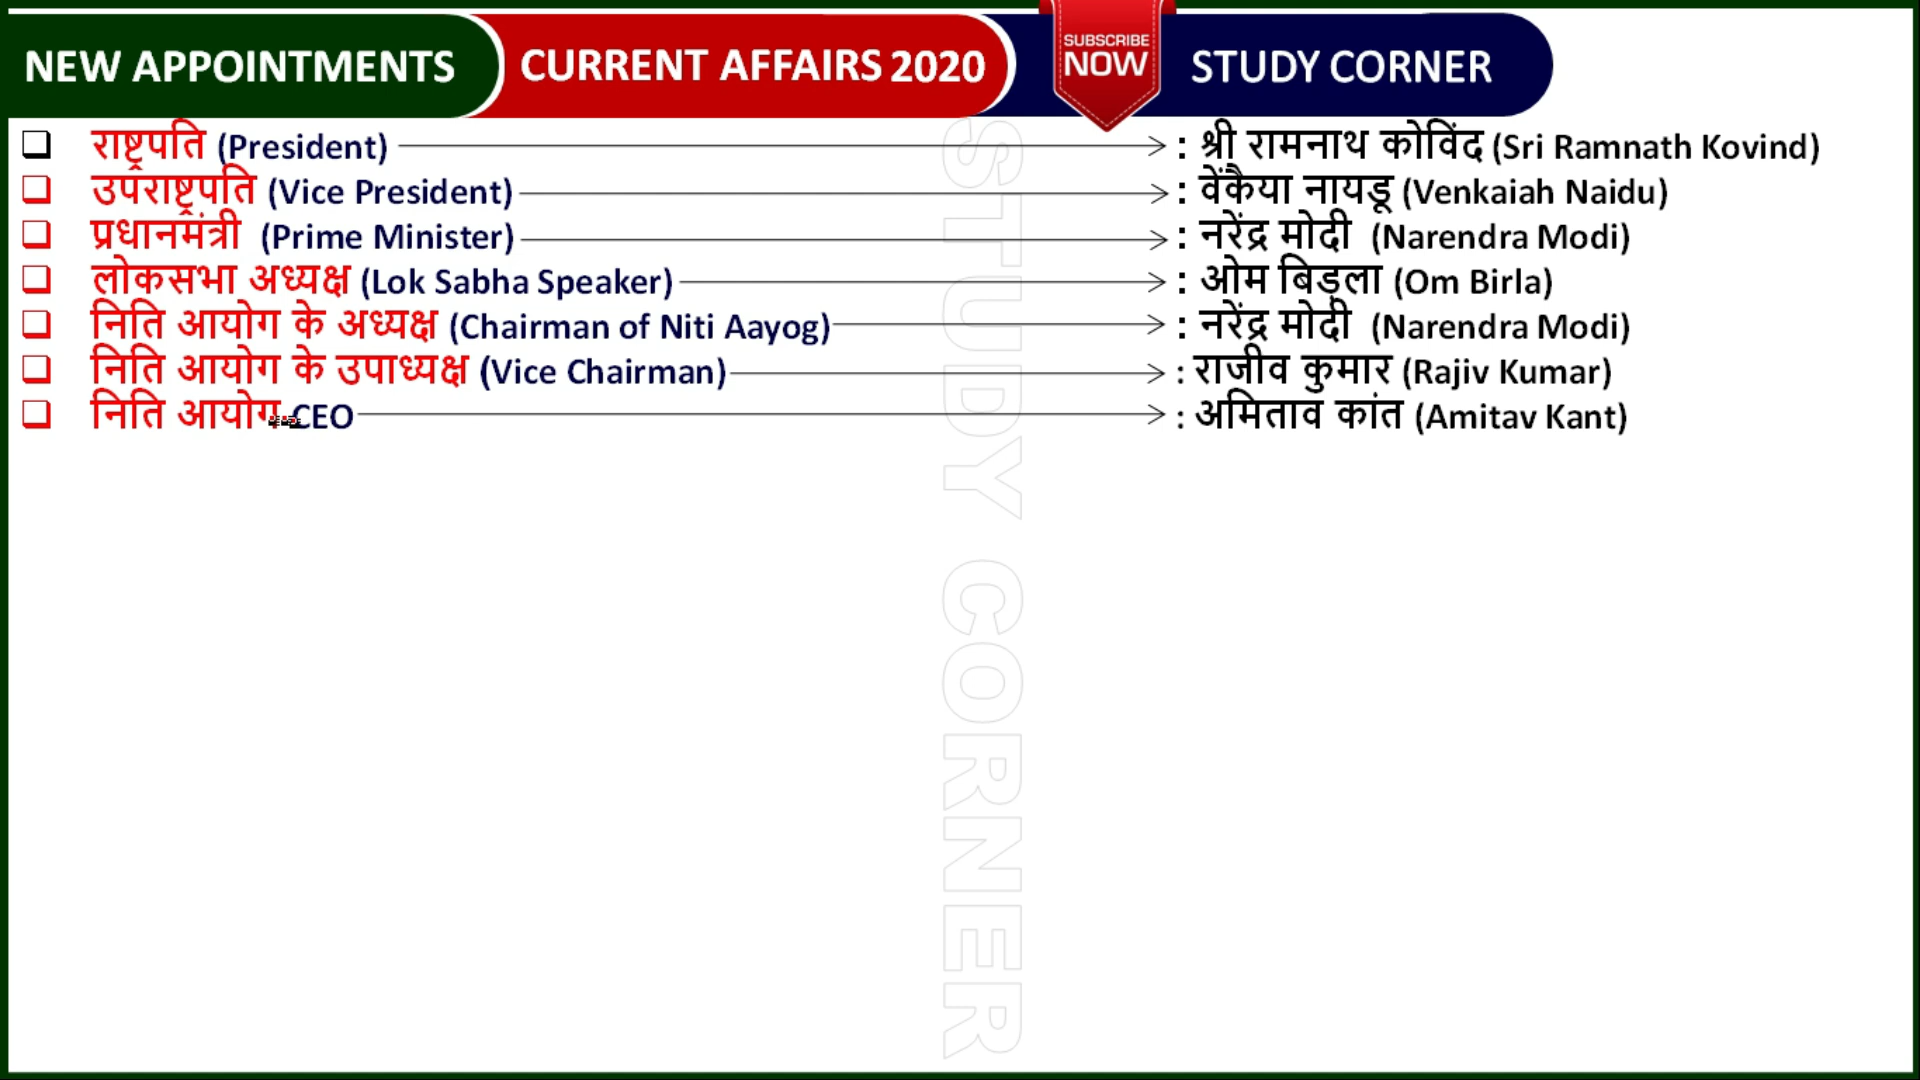 NEW APPOINTMENTS CURRENT AFFAIRS 2020 SUBSCRIBE NOW STUDY CORNER
राष्ट्रपति (President) : श्री रामनाथ कोविंद (Sri Ramnath Kovind)
उपराष्ट्रपति (Vice President) : वेंकैया नायडू (Venkaiah Naidu)
प्रधानमंत्री (Prime Minister) : नरेंद्र मोदी (Narendra Modi)
लोकसभा अध्यक्ष (Lok Sabha Speaker) : ओम बिड़ला (Om Birla)
निति आयोग के अध्यक्ष (Chairman of Niti Aayog) : नरेंद्र मोदी (Narendra Modi)
निति आयोग के उपाध्यक्ष (Vice Chairman) : राजीव कुमार (Rajiv Kumar)
निति आयोग CEO : अमिताव कांत (Amitav Kant)
STUDY CORNER